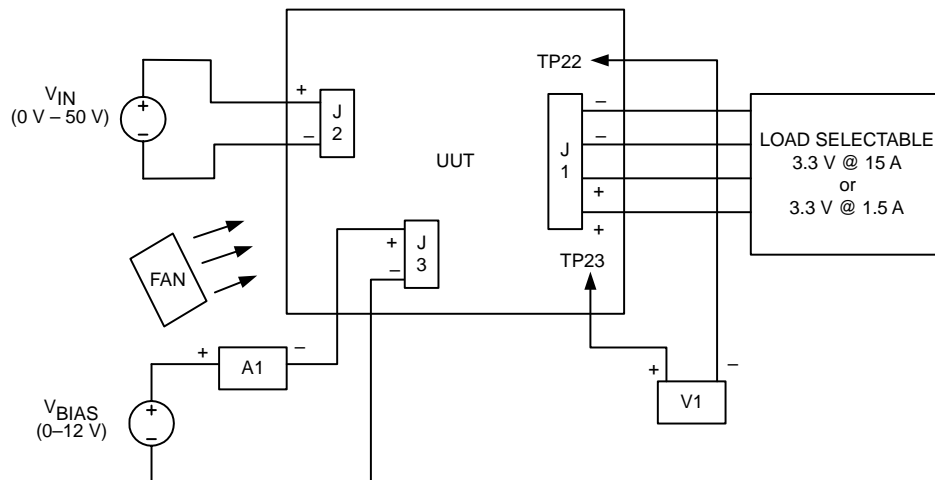 V_IN
(0 V – 50 V)
+
–
+
–
J
2
UUT
TP22
–
–
+
+
J
1
LOAD SELECTABLE
3.3 V @ 15 A
or
3.3 V @ 1.5 A
FAN
+
–
J
3
TP23
+
–
A1
+
–
V1
V_BIAS
(0–12 V)
+
–